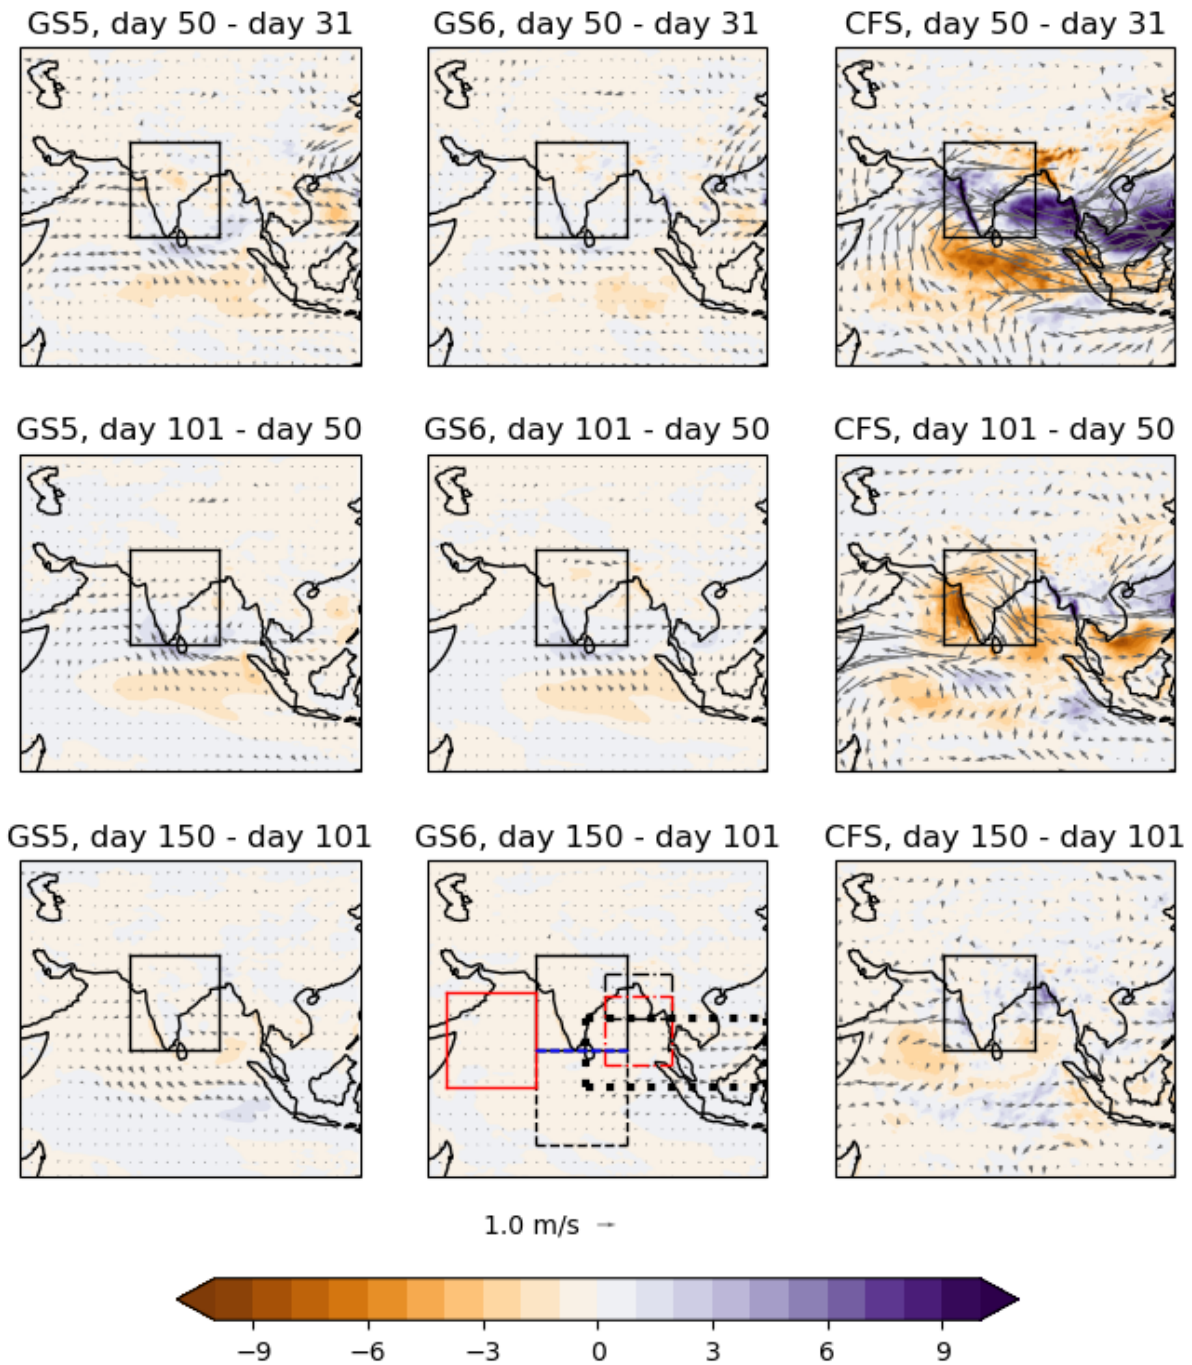 GS5, day 50 - day 31 GS6, day 50 - day 31 CFS, day 50 - day 31
GS5, day 101 - day 50 GS6, day 101 - day 50 CFS, day 101 - day 50
GS5, day 150 - day 101 GS6, day 150 - day 101 CFS, day 150 - day 101
1.0 m/s
−9 −6 −3 0 3 6 9